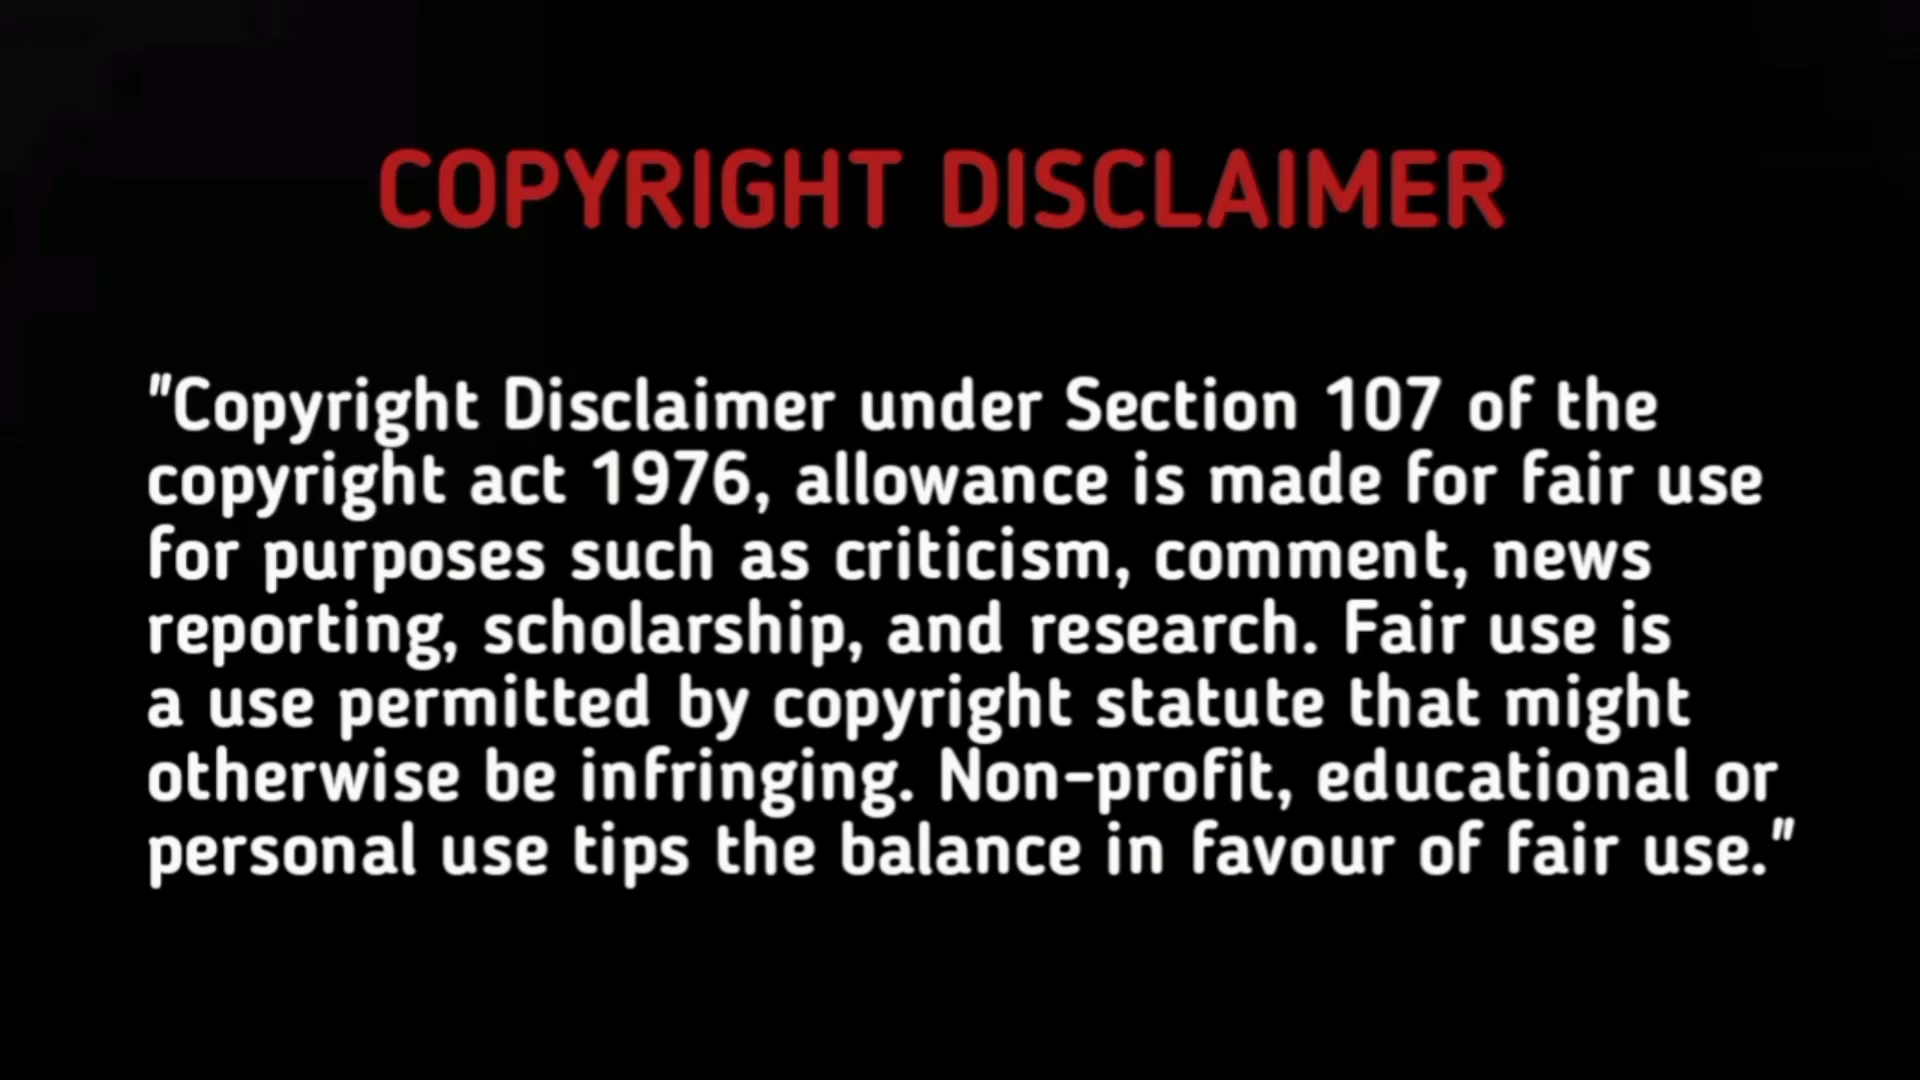 COPYRIGHT DISCLAIMER
"Copyright Disclaimer under Section 107 of the
copyright act 1976, allowance is made for fair use
for purposes such as criticism, comment, news
reporting, scholarship, and research. Fair use is
a use permitted by copyright statute that might
otherwise be infringing. Non-profit, educational or
personal use tips the balance in favour of fair use."